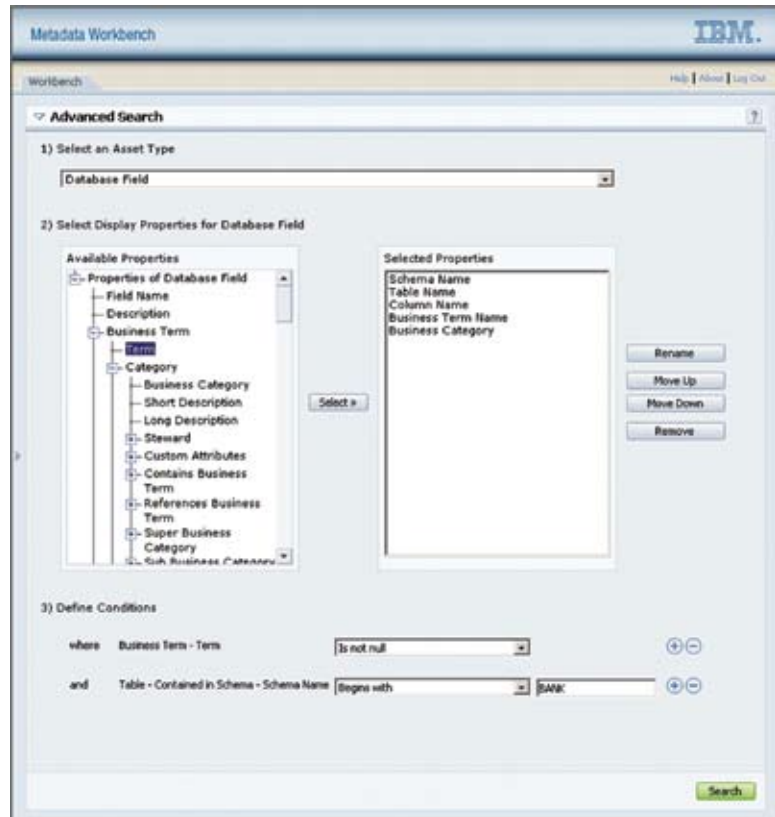 Metadata Workbench
IBM.
Workbench
Help | About | Log Out
Advanced Search
?
1) Select an Asset Type
Database Field
2) Select Display Properties for Database Field
Available Properties
Properties of Database Field
Field Name
Description
Business Term
Term
Category
Business Category
Short Description
Long Description
Steward
Custom Attributes
Contains Business
Term
References Business
Term
Super Business
Category
Sub Business Category
Select »
Selected Properties
Schema Name
Table Name
Column Name
Business Term Name
Business Category
Rename
Move Up
Move Down
Remove
3) Define Conditions
where Business Term - Term Is not null
and Table - Contained in Schema - Schema Name Begins with BANK
Search